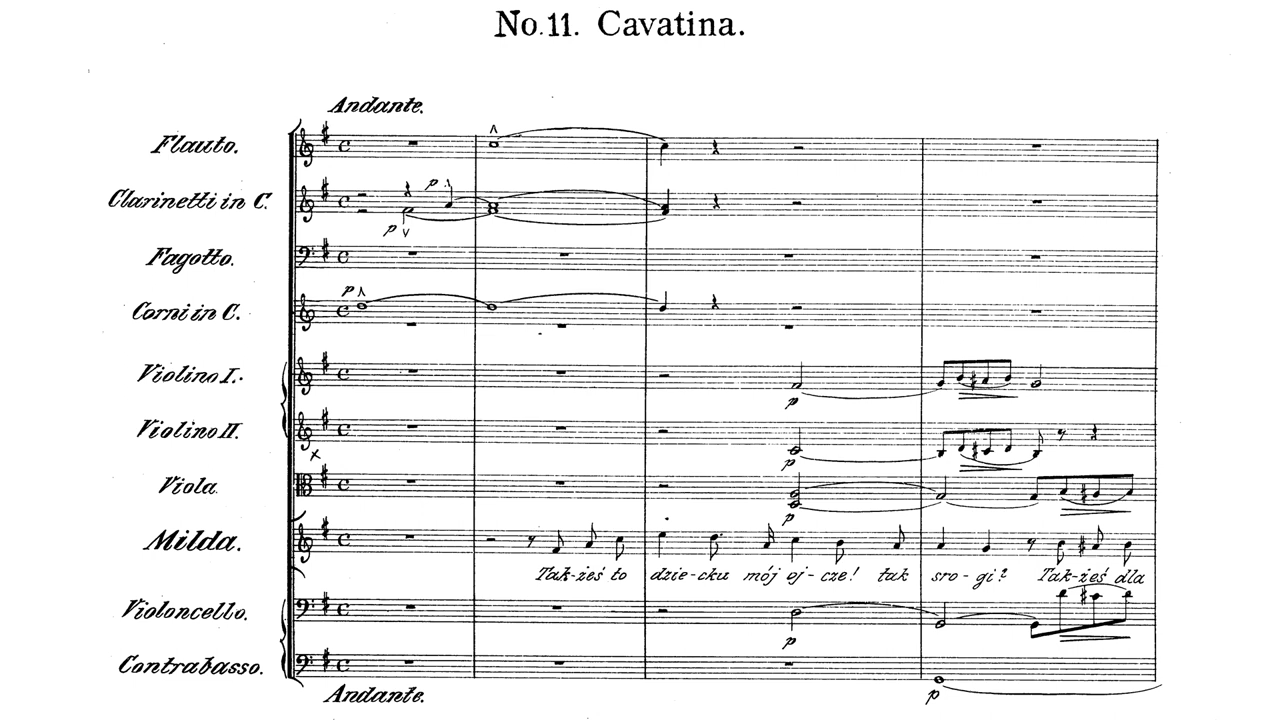 No. 11. Cavatina.
Andante.
Flauto.
Clarinetti in C.
p
p
Fagotto.
p
Corni in C.
Violino I.
p
Violino II.
p
Viola
p
Milda.
Tak-żeś to dzie-cku mój oj-cze! tak sro-gi? Tak-żeś dla
Violoncello.
p
Contrabasso.
p
Andante.